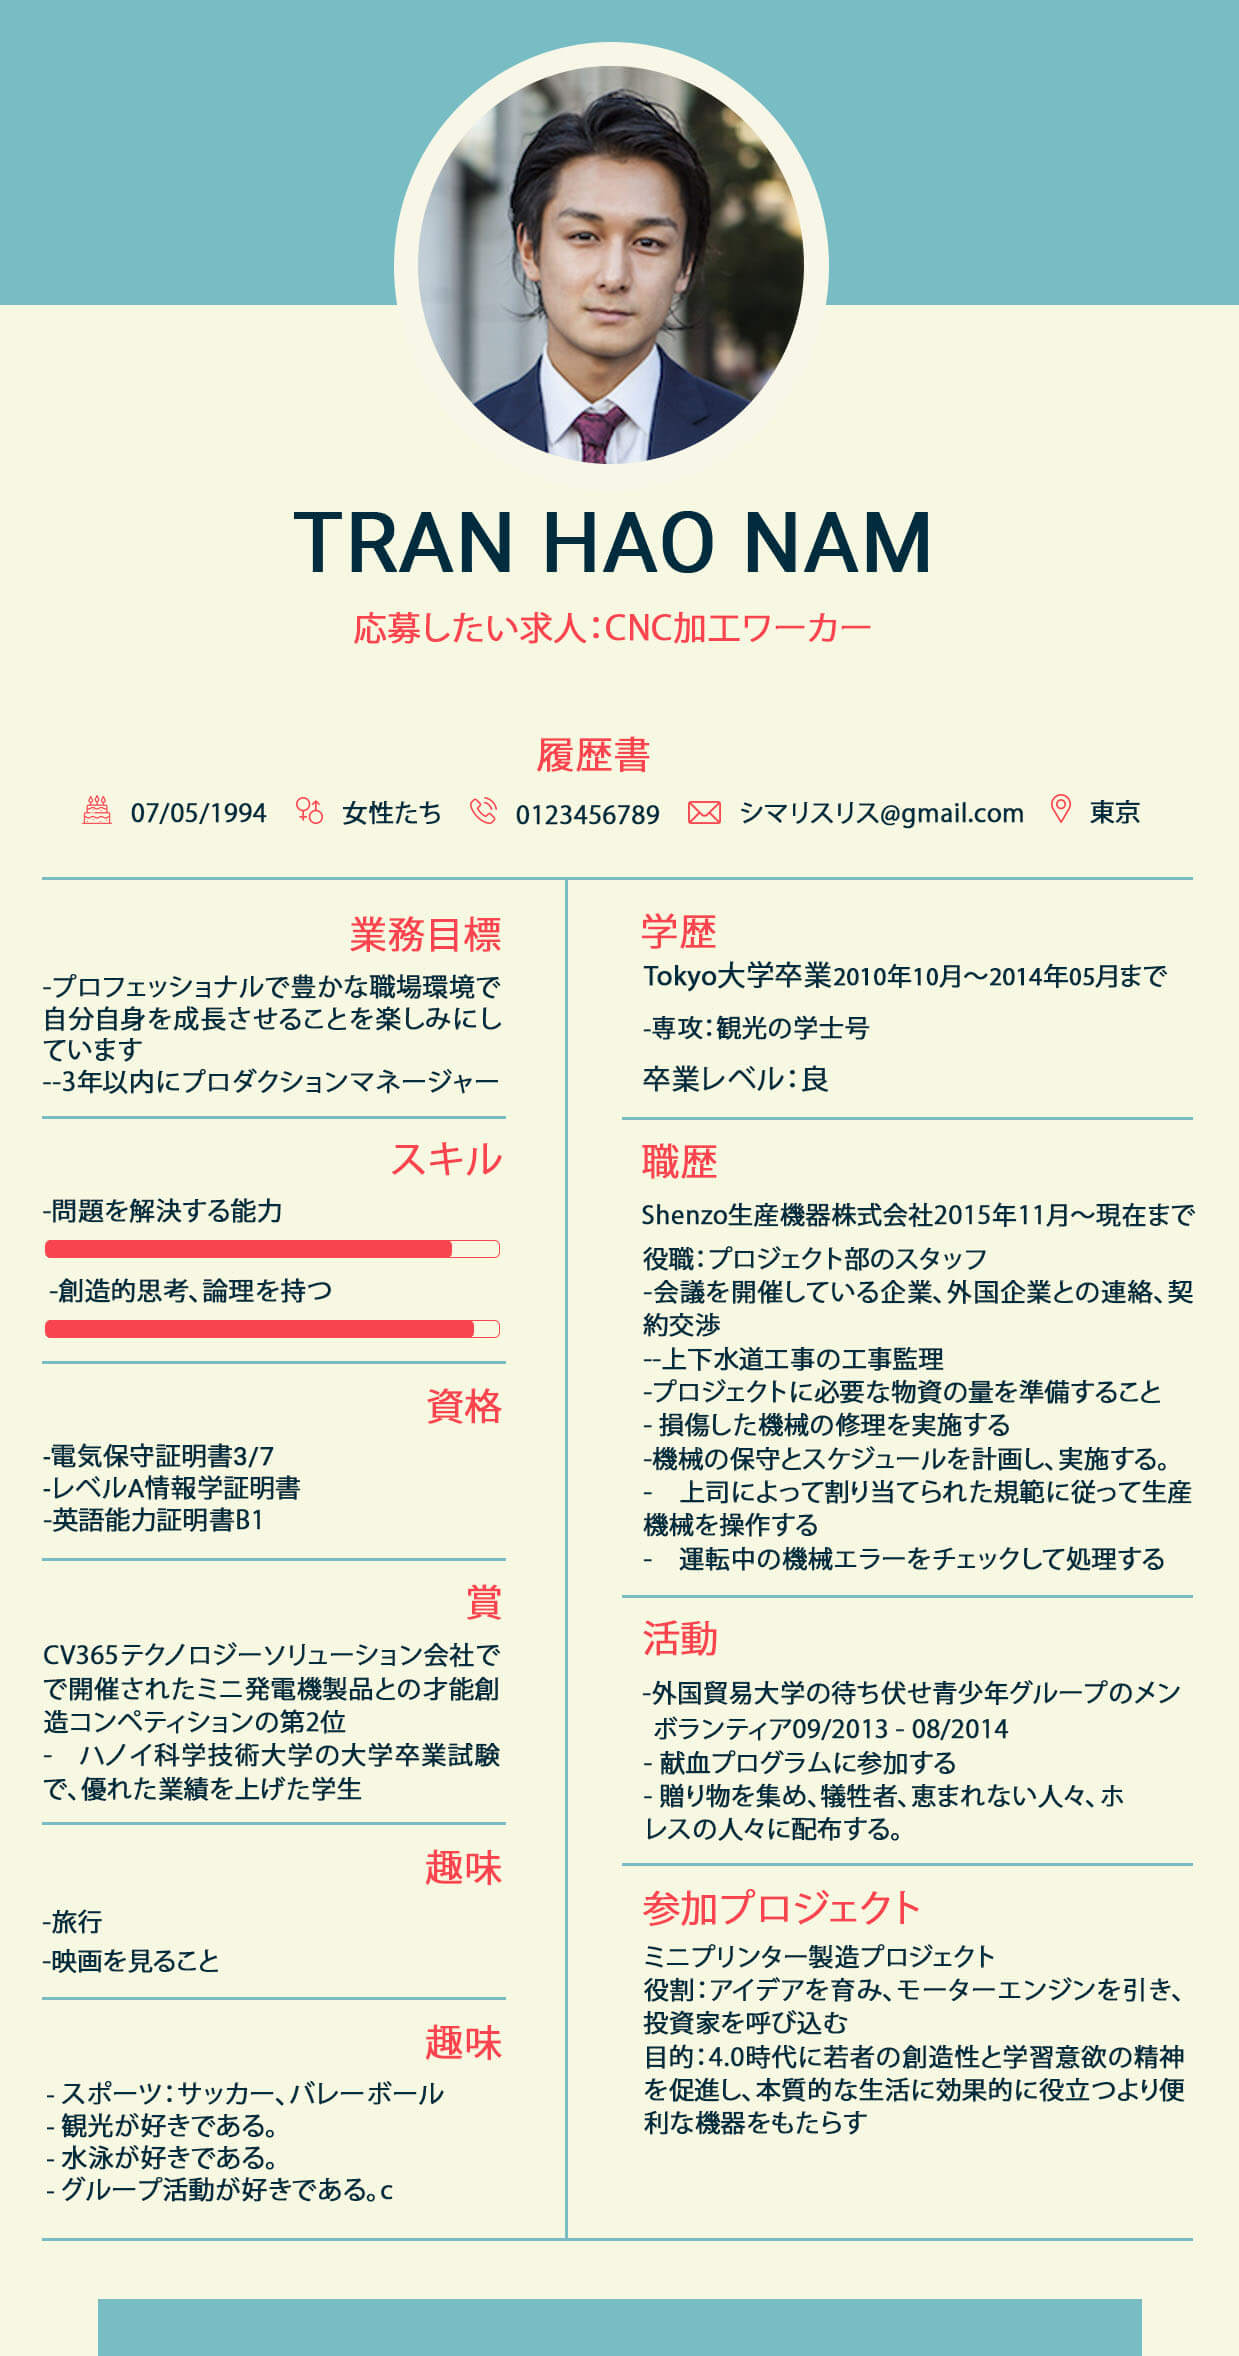 TRAN HAO NAM
応募したい求人：CNC加工ワーカー
履歴書
07/05/1994 女性たち 0123456789 シマリスリス@gmail.com 東京
業務目標
-プロフェッショナルで豊かな職場環境で
自分自身を成長させることを楽しみにし
ています
--3年以内にプロダクションマネージャー
スキル
-問題を解決する能力
-創造的思考、論理を持つ
資格
-電気保守証明書3/7
-レベルA情報学証明書
-英語能力証明書B1
賞
CV365テクノロジーソリューション会社で
で開催されたミニ発電機製品との才能創
造コンペティションの第2位
- ハノイ科学技術大学の大学卒業試験
で、優れた業績を上げた学生
趣味
-旅行
-映画を見ること
趣味
- スポーツ：サッカー、バレーボール
- 観光が好きである。
- 水泳が好きである。
- グループ活動が好きである。c
学歴
Tokyo大学卒業2010年10月～2014年05月まで
-専攻：観光の学士号
卒業レベル：良
職歴
Shenzo生産機器株式会社2015年11月～現在まで
役職：プロジェクト部のスタッフ
-会議を開催している企業、外国企業との連絡、契
約交渉
--上下水道工事の工事監理
-プロジェクトに必要な物資の量を準備すること
- 損傷した機械の修理を実施する
-機械の保守とスケジュールを計画し、実施する。
- 上司によって割り当てられた規範に従って生産
機械を操作する
- 運転中の機械エラーをチェックして処理する
活動
-外国貿易大学の待ち伏せ青少年グループのメン
ボランティア09/2013 - 08/2014
- 献血プログラムに参加する
- 贈り物を集め、犠牲者、恵まれない人々、ホ
レスの人々に配布する。
参加プロジェクト
ミニプリンター製造プロジェクト
役割：アイデアを育み、モーターエンジンを引き、
投資家を呼び込む
目的：4.0時代に若者の創造性と学習意欲の精神
を促進し、本質的な生活に効果的に役立つより便
利な機器をもたらす